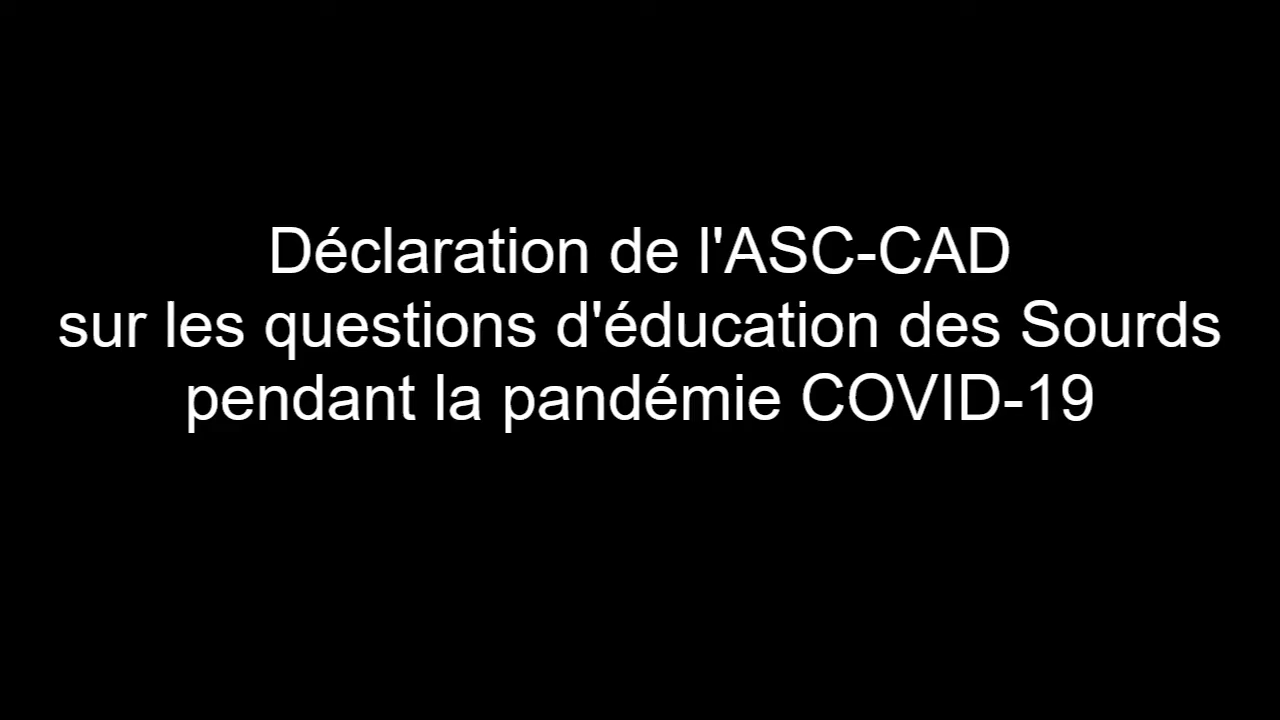 Déclaration de l'ASC-CAD
sur les questions d'éducation des Sourds
pendant la pandémie COVID-19